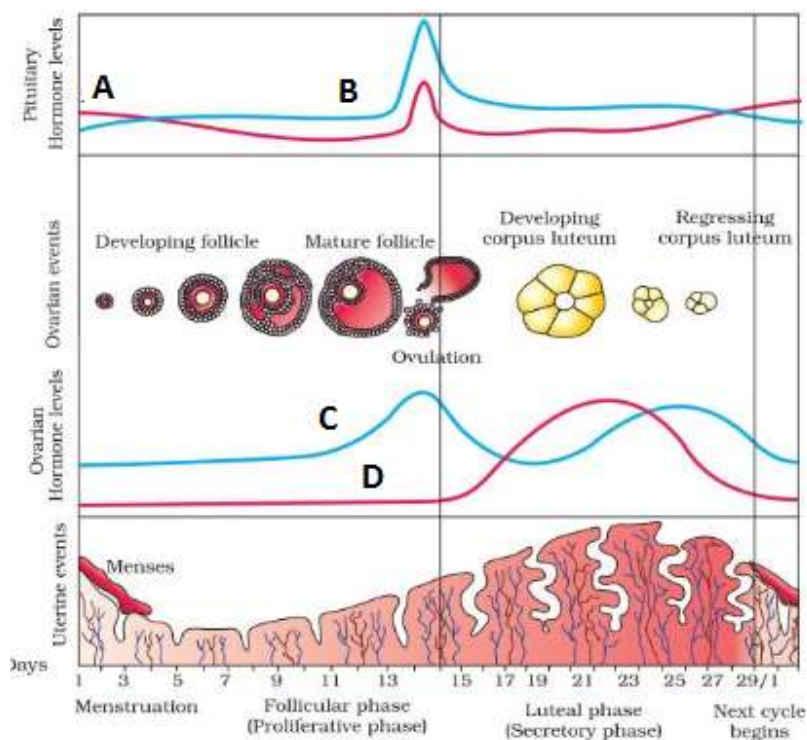 Pituitary
Hormone levels
A
B
Ovarian events
Developing follicle
Mature follicle
Developing
corpus luteum
Regressing
corpus luteum
Ovulation
Ovarian
Hormone levels
C
D
Uterine events
Menses
Days
1 3 5 7 9 11 13 15 17 19 21 23 25 27 29/1
Menstruation
Follicular phase
(Proliferative phase)
Luteal phase
(Secretory phase)
Next cycle
begins